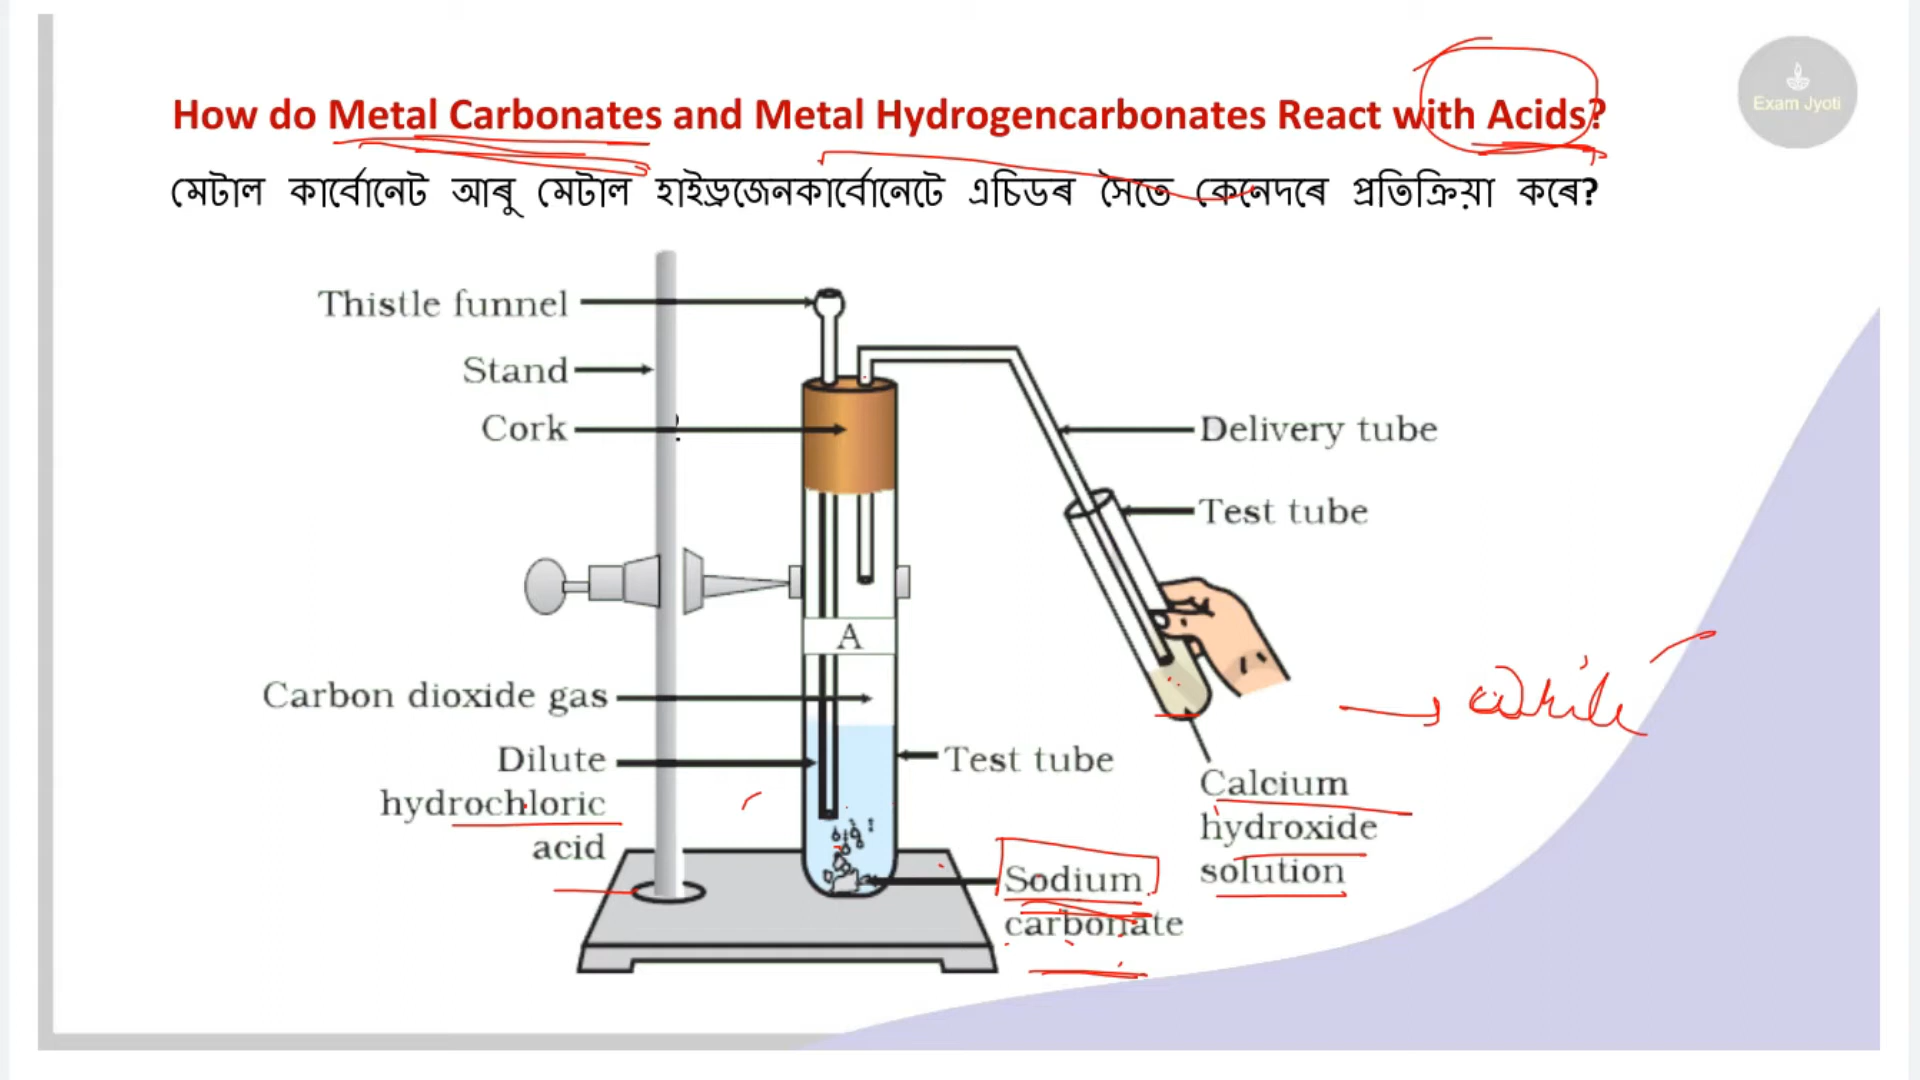 Exam Jyoti
How do Metal Carbonates and Metal Hydrogencarbonates React with Acids?
মেটাল কার্বোনেট আৰু মেটাল হাইড্ৰজেনকার্বোনেটে এচিডৰ সৈতে কেনেদৰে প্ৰতিক্ৰিয়া কৰে?
Thistle funnel
Stand
Cork
Delivery tube
Test tube
A
Carbon dioxide gas
Dilute
hydrochloric
acid
Test tube
Calcium
hydroxide
solution
Sodium
carbonate